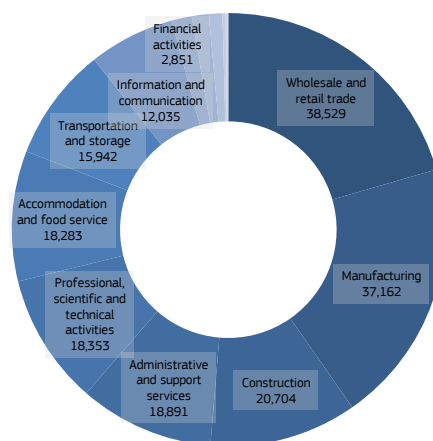 Financial
activities
2,851
Wholesale and
retail trade
38,529
Information and
communication
12,035
Transportation
and storage
15,942
Accommodation
and food service
18,283
Manufacturing
37,162
Professional,
scientific and
technical
activities
18,353
Administrative
and support
services
18,891
Construction
20,704